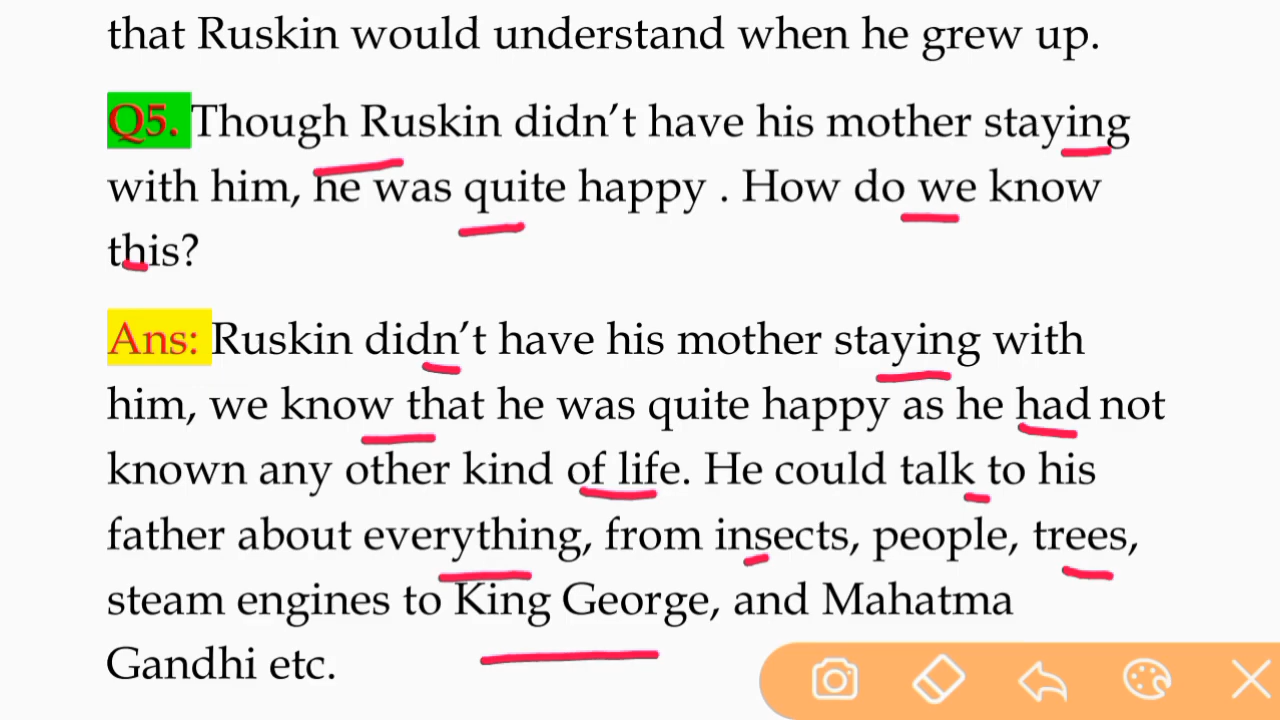 that Ruskin would understand when he grew up.
Q5. Though Ruskin didn’t have his mother staying
with him, he was quite happy . How do we know
this?
Ans: Ruskin didn’t have his mother staying with
him, we know that he was quite happy as he had not
known any other kind of life. He could talk to his
father about everything, from insects, people, trees,
steam engines to King George, and Mahatma
Gandhi etc.